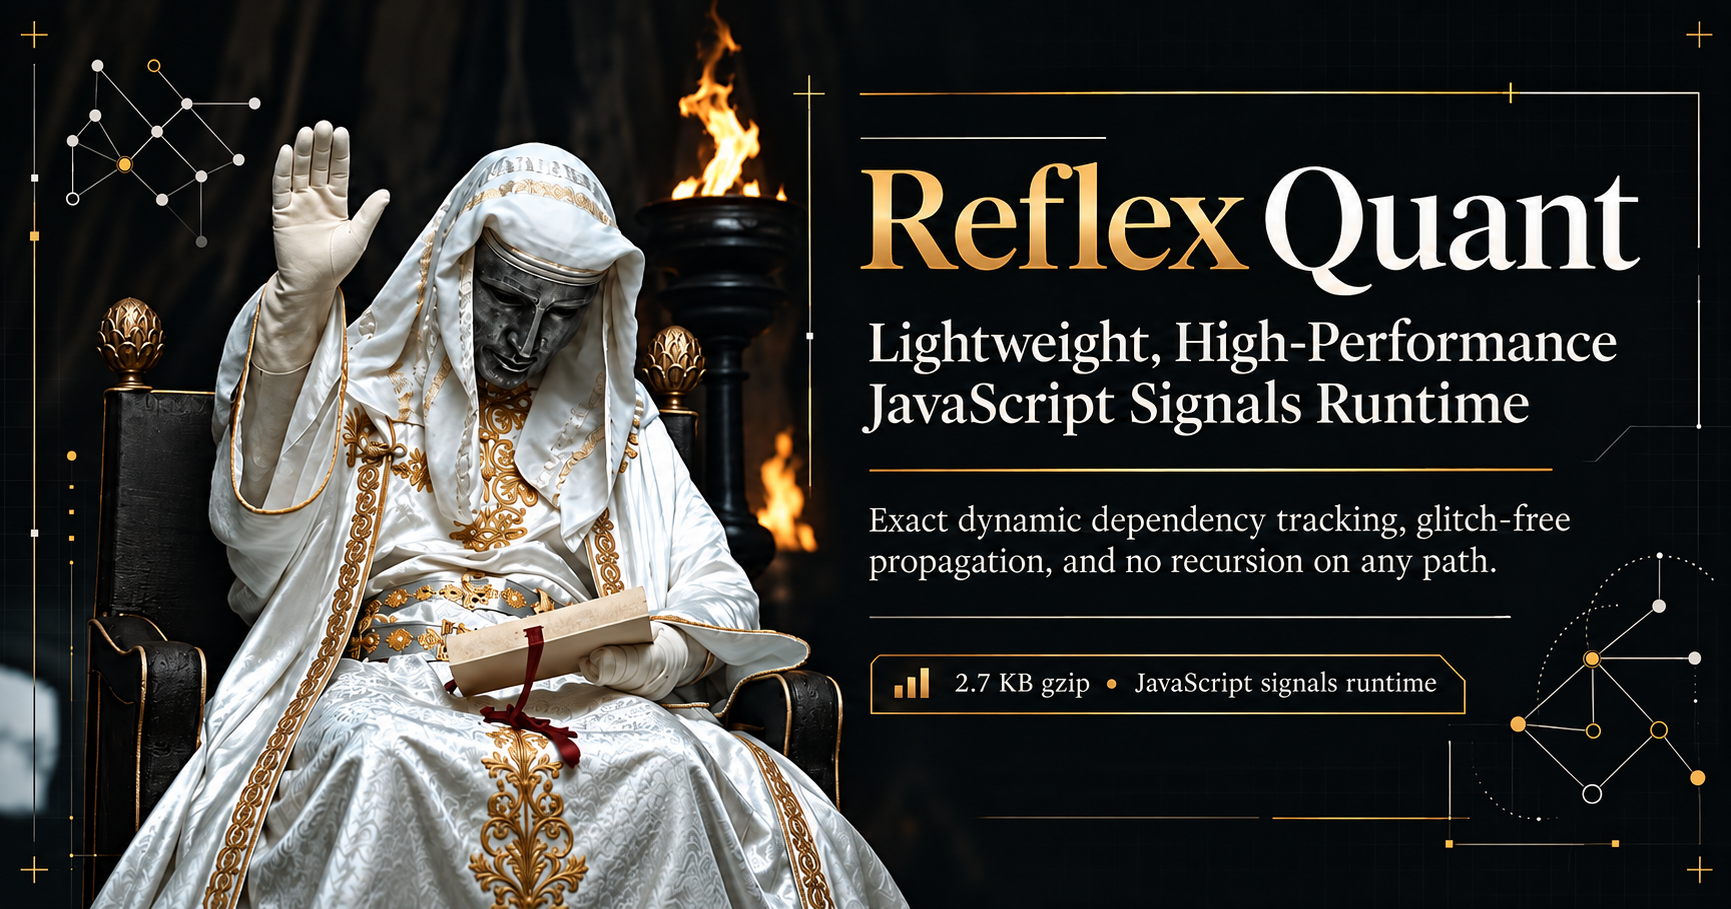 Reflex Quant
Lightweight, High-Performance
JavaScript Signals Runtime
Exact dynamic dependency tracking, glitch-free
propagation, and no recursion on any path.
2.7 KB gzip • JavaScript signals runtime